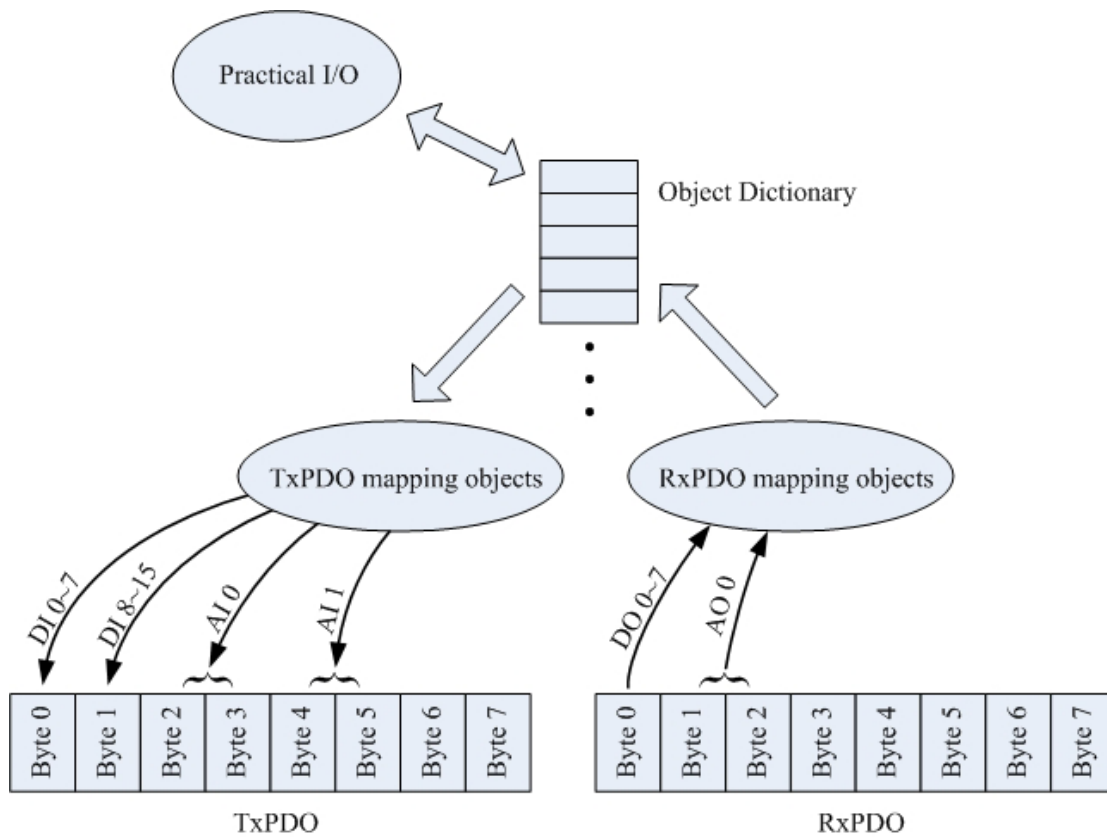 Practical I/O
Object Dictionary
TxPDO mapping objects
RxPDO mapping objects
DI 0~7
DI 8~15
AI 0
AI 1
DO 0~7
AO 0
Byte 0
Byte 1
Byte 2
Byte 3
Byte 4
Byte 5
Byte 6
Byte 7
Byte 0
Byte 1
Byte 2
Byte 3
Byte 4
Byte 5
Byte 6
Byte 7
TxPDO
RxPDO